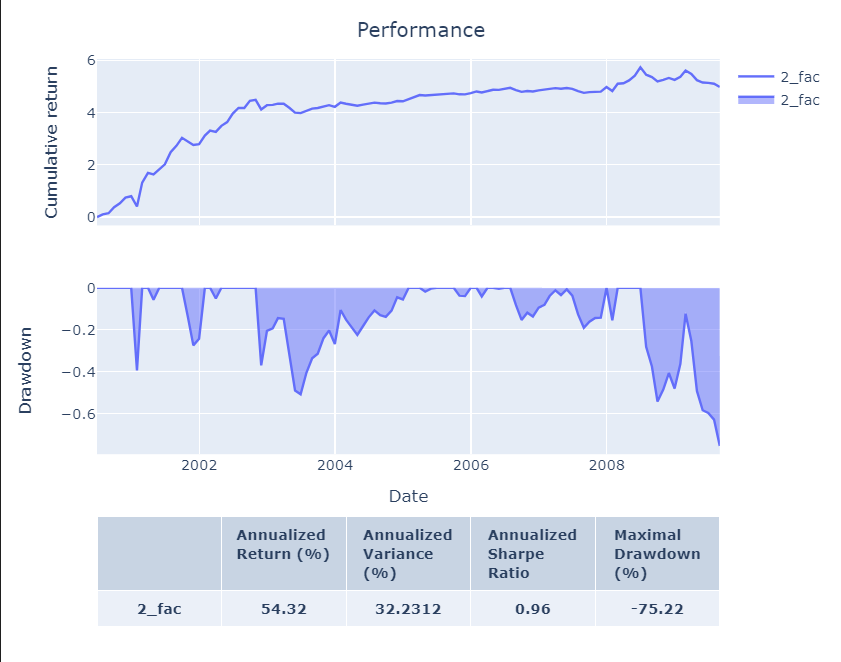 Performance
Cumulative return
6
4
2
0
2_fac
2_fac
Drawdown
0
−0.2
−0.4
−0.6
2002
2004
2006
2008
Date
Annualized Return (%)
Annualized Variance (%)
Annualized Sharpe Ratio
Maximal Drawdown (%)
2_fac
54.32
32.2312
0.96
-75.22